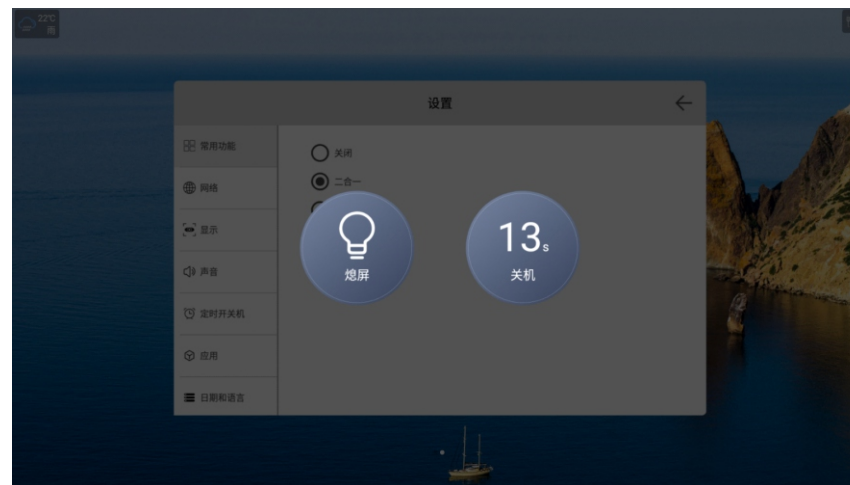 22°C
雨
设置
常用功能
关闭
网络
二合一
显示
13s
声音
熄屏
关机
定时开关机
应用
日期和语言